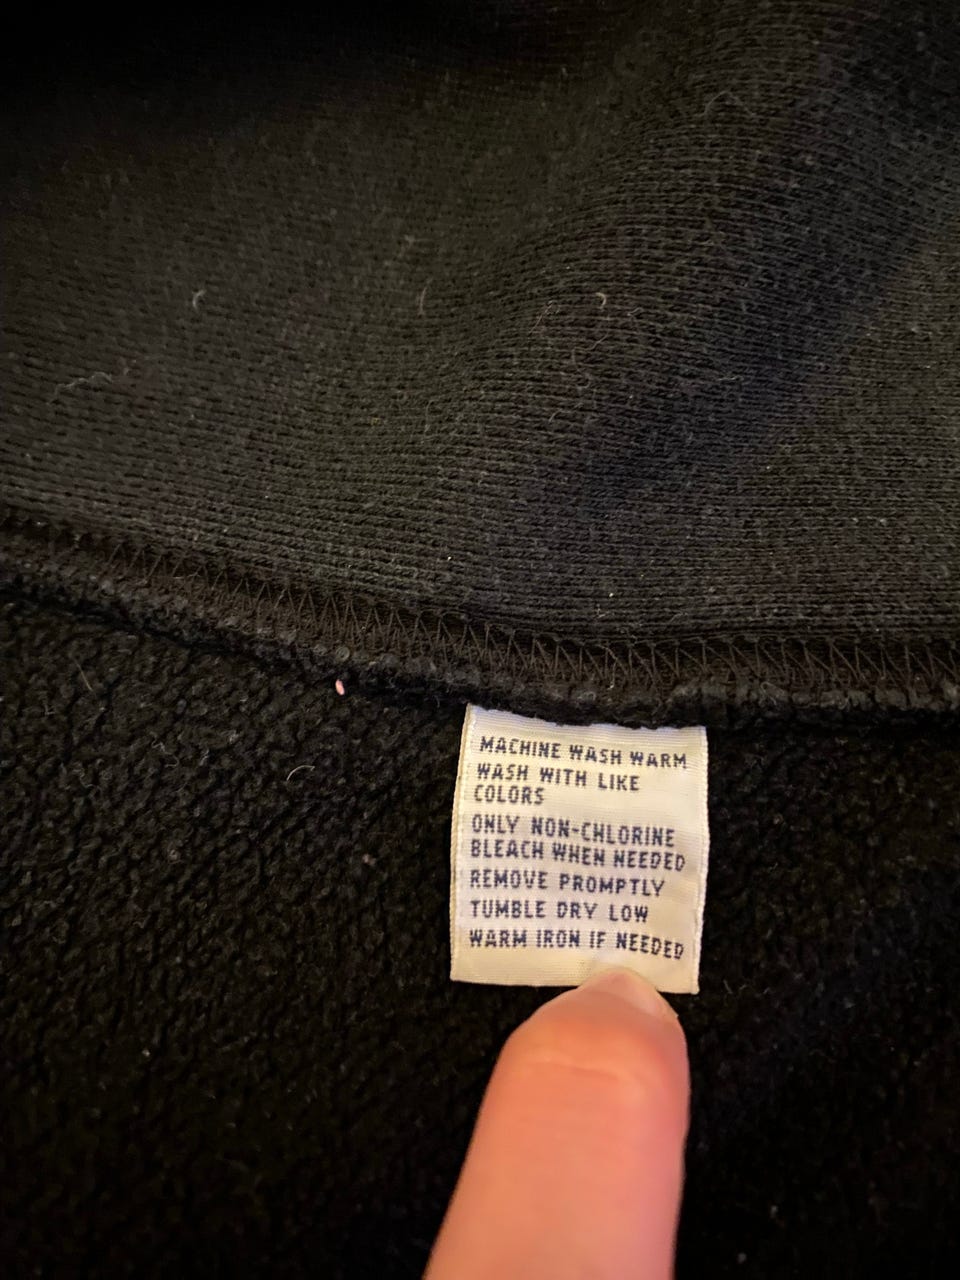 MACHINE WASH WARM
WASH WITH LIKE
COLORS
ONLY NON-CHLORINE
BLEACH WHEN NEEDED
REMOVE PROMPTLY
TUMBLE DRY LOW
WARM IRON IF NEEDED